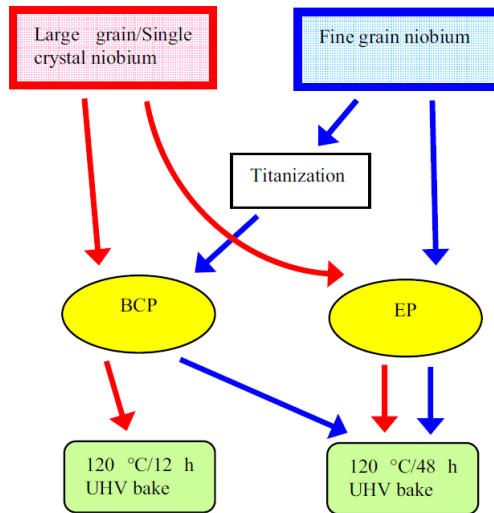 Large grain/Single
crystal niobium
Fine grain niobium
Titanization
BCP
EP
120 °C/12 h
UHV bake
120 °C/48 h
UHV bake